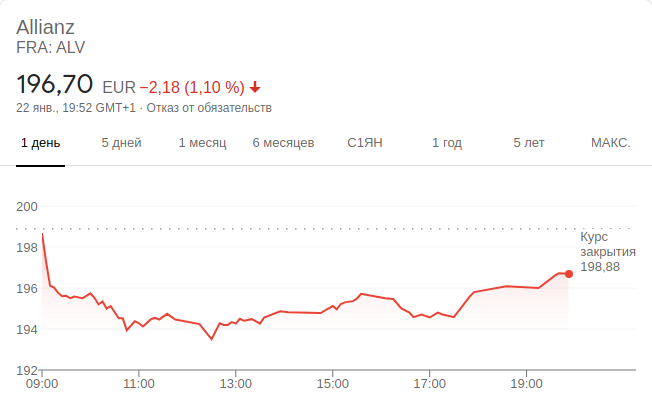 Allianz
FRA: ALV
196,70 EUR −2,18 (1,10 %)
22 янв., 19:52 GMT+1 · Отказ от обязательств
1 день 5 дней 1 месяц 6 месяцев С1ЯН 1 год 5 лет МАКС.
200
Курс
закрытия
198,88
198
196
194
192
09:00 11:00 13:00 15:00 17:00 19:00